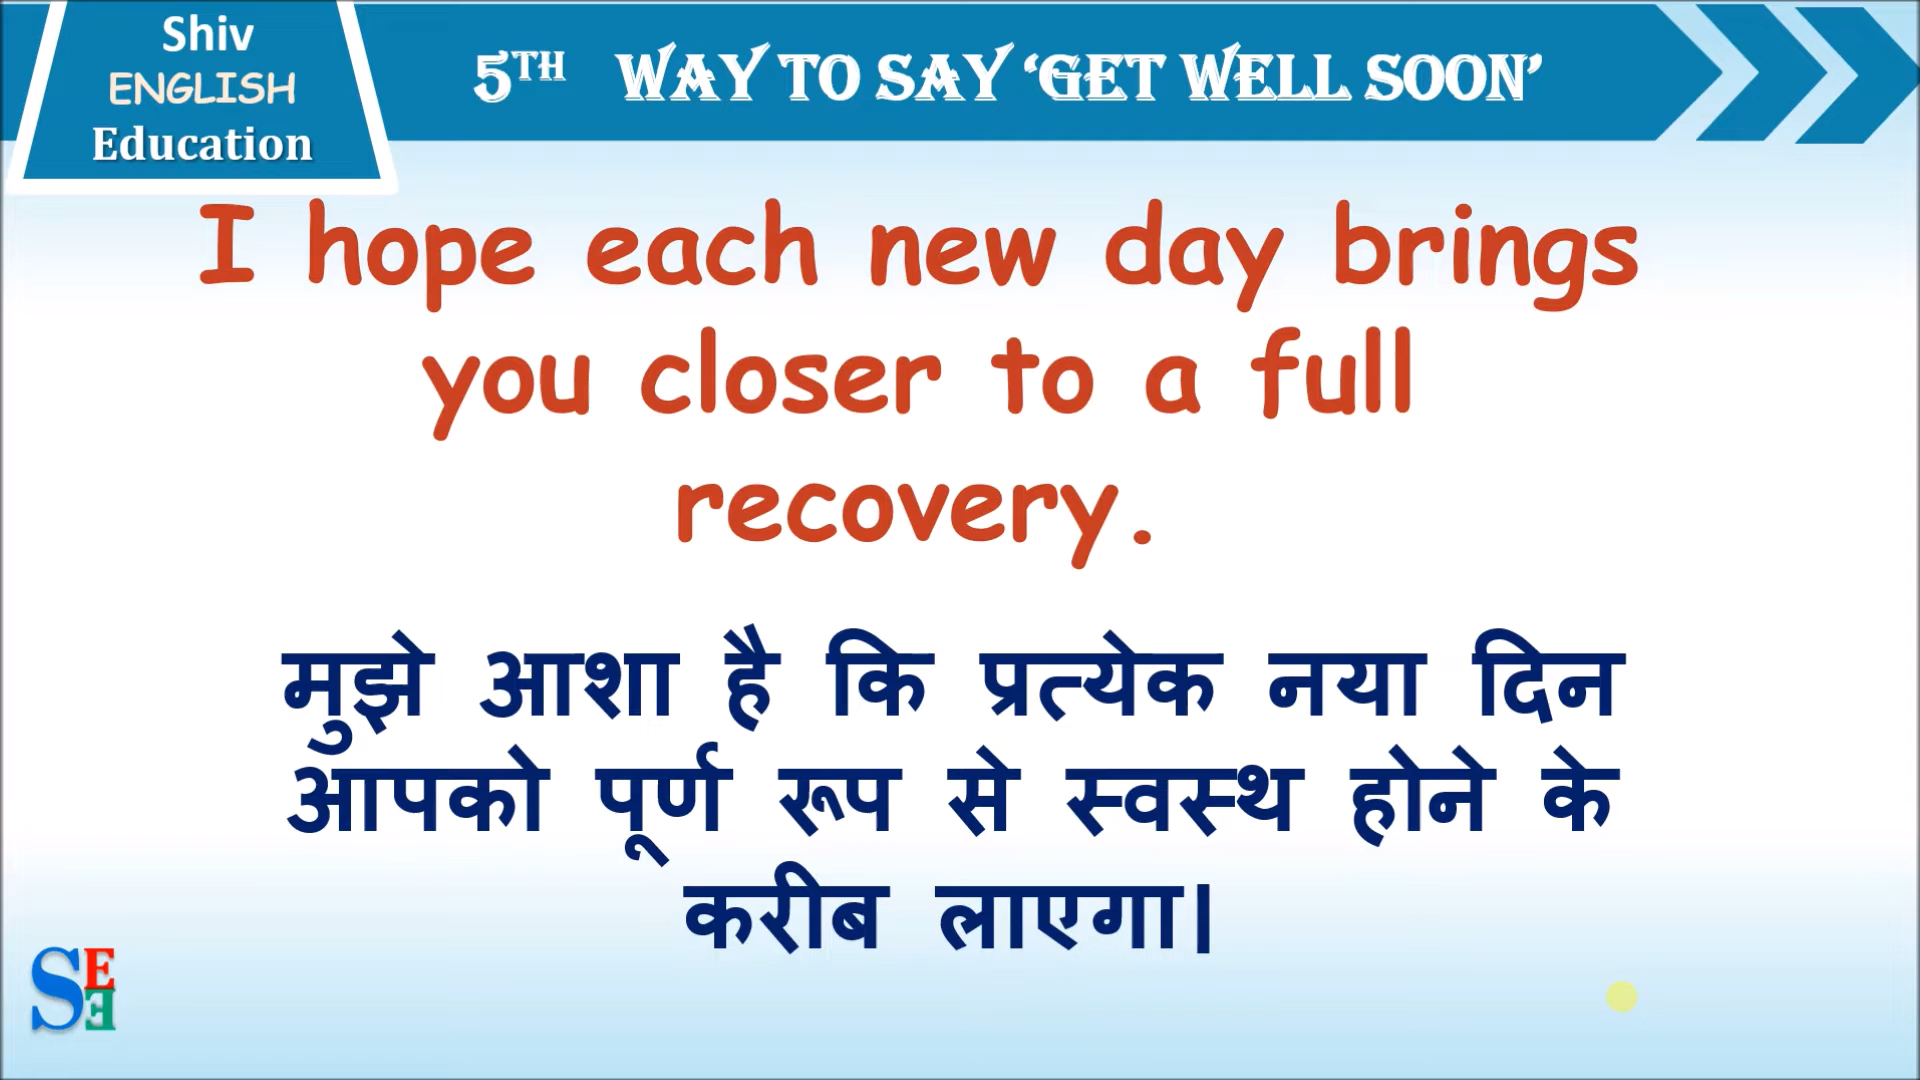 Shiv
ENGLISH
Education
5TH WAY TO SAY ‘GET WELL SOON’
I hope each new day brings
you closer to a full
recovery.
मुझे आशा है कि प्रत्येक नया दिन
आपको पूर्ण रूप से स्वस्थ होने के
करीब लाएगा।
SEE